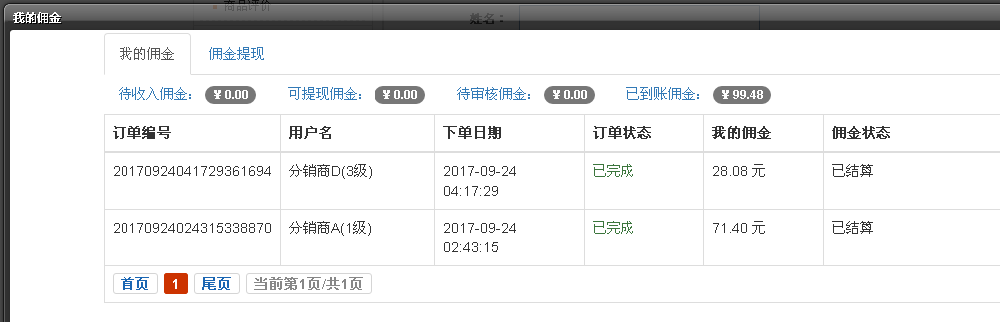 商品评价
姓名：
我的佣金
我的佣金 佣金提现
待收入佣金： ¥ 0.00 可提现佣金： ¥ 0.00 待审核佣金： ¥ 0.00 已到账佣金： ¥ 99.48
订单编号 用户名 下单日期 订单状态 我的佣金 佣金状态
20170924041729361694 分销商D(3级) 2017-09-24 已完成 28.08 元 已结算
04:17:29
20170924024315338870 分销商A(1级) 2017-09-24 已完成 71.40 元 已结算
02:43:15
首页 1 尾页 当前第1页/共1页